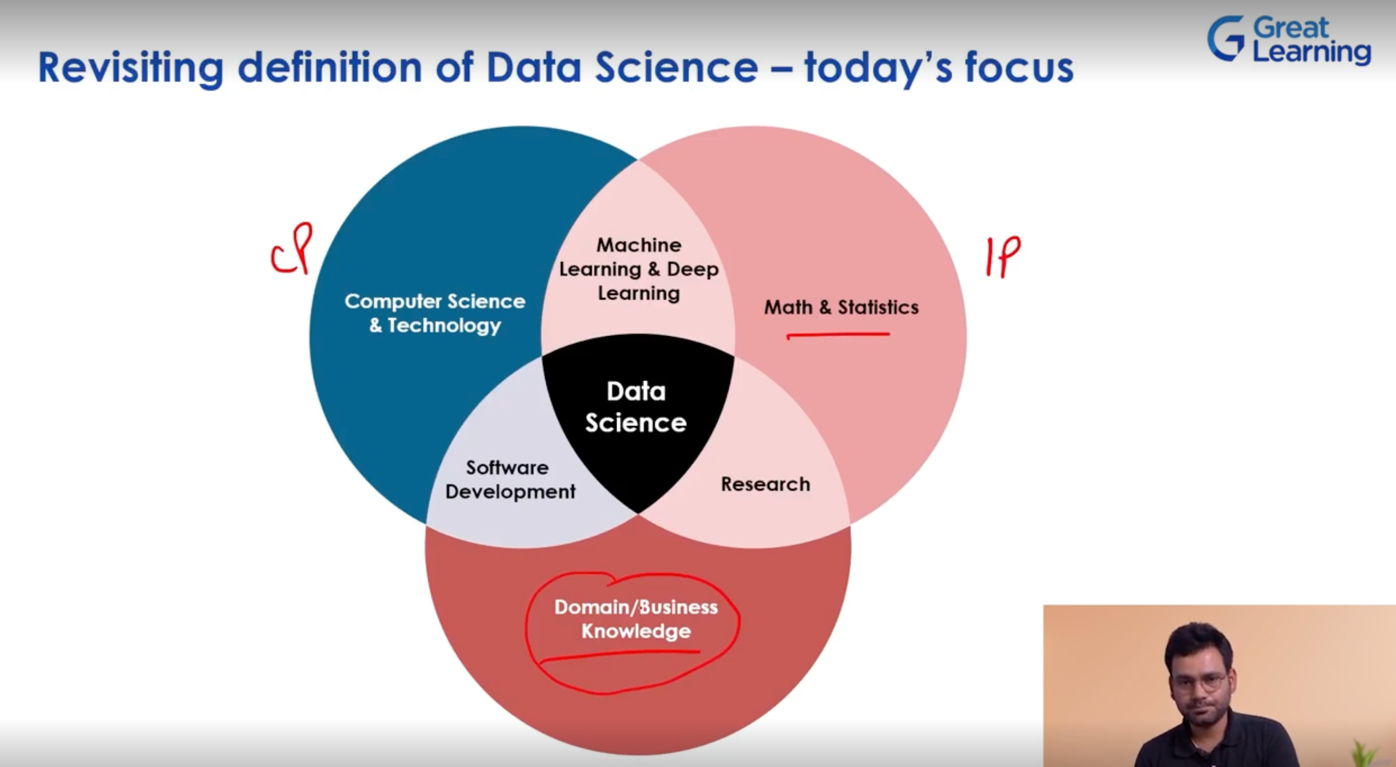 Great
Learning
Revisiting definition of Data Science – today's focus
CP
IP
Machine
Learning & Deep
Learning
Computer Science
& Technology
Math & Statistics
Data
Science
Software
Development
Research
Domain/Business
Knowledge